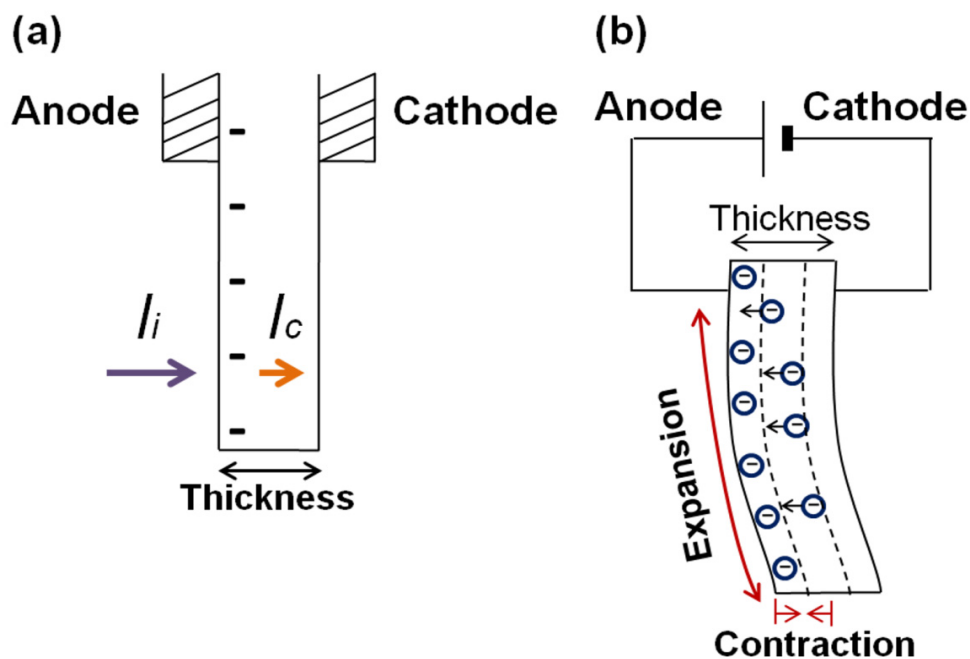 (a)
Anode
Cathode
Ii
Ic
Thickness
(b)
Anode
Cathode
Thickness
Expansion
Contraction